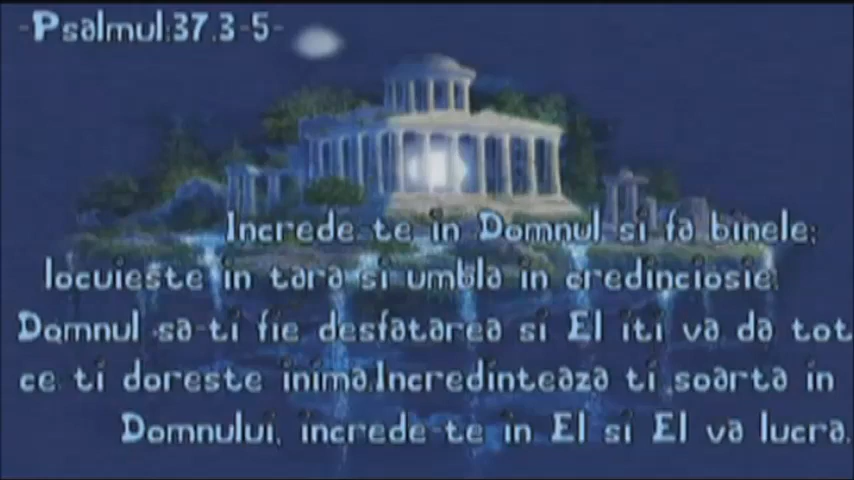 -Psalmul:37.3-5-
Increde-te in Domnul si fa binele;
locuieste in tara si umbla in credinciosie.
Domnul sa-ti fie desfatarea si El iti va da tot
ce ti doreste inima.Incredinteaza ti soarta in
Domnului, increde-te in El si El va lucra.